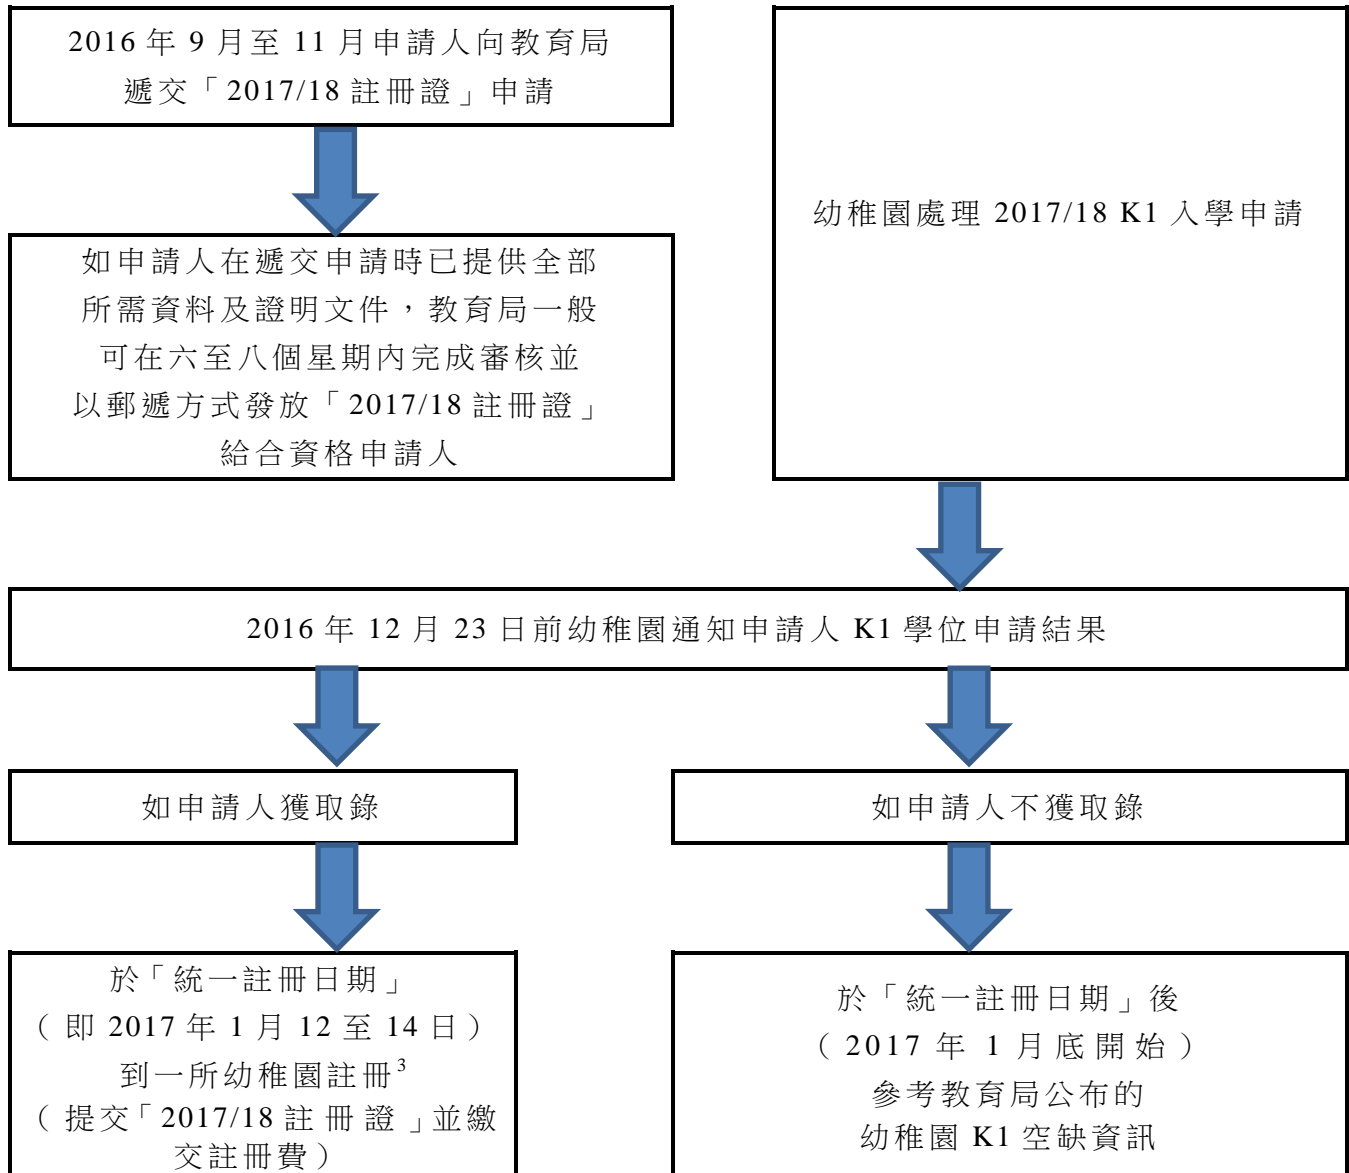 2016 年 9 月至 11 月申請人向教育局
遞交「2017/18 註冊證」申請
如申請人在遞交申請時已提供全部
所需資料及證明文件，教育局一般
可在六至八個星期內完成審核並
以郵遞方式發放「2017/18 註冊證」
給合資格申請人
幼稚園處理 2017/18 K1 入學申請
2016 年 12 月 23 日前幼稚園通知申請人 K1 學位申請結果
如申請人獲取錄
如申請人不獲取錄
於「統一註冊日期」
（即 2017 年 1 月 12 至 14 日）
到一所幼稚園註冊³
（提交「2017/18 註冊證」並繳
交註冊費）
於「統一註冊日期」後
（2017 年 1 月底開始）
參考教育局公布的
幼稚園 K1 空缺資訊